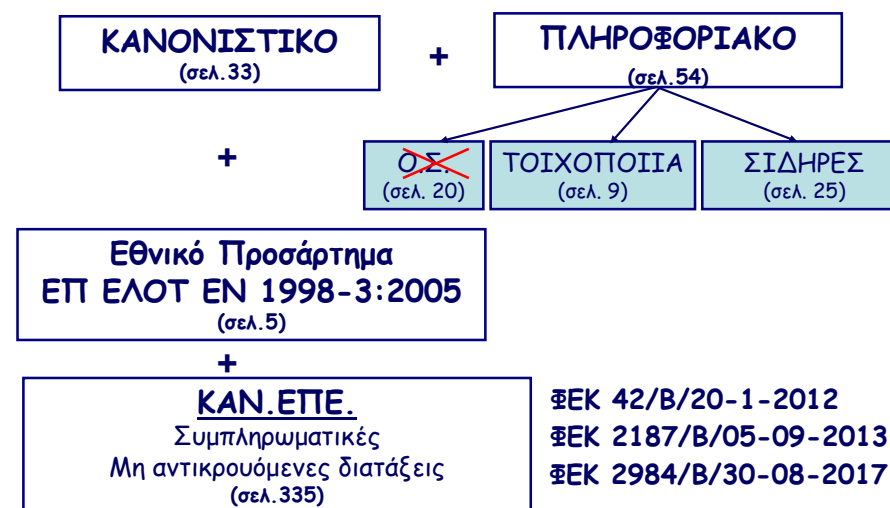 ΚΑΝΟΝΙΣΤΙΚΟ
(σελ.33)
+
ΠΛΗΡΟΦΟΡΙΑΚΟ
(σελ.54)
+
Ο.Σ.
(σελ. 20)
ΤΟΙΧΟΠΟΙΙΑ
(σελ. 9)
ΣΙΔΗΡΕΣ
(σελ. 25)
Εθνικό Προσάρτημα
ΕΠ ΕΛΟΤ ΕΝ 1998-3:2005
(σελ.5)
+
ΚΑΝ.ΕΠΕ.
Συμπληρωματικές
Μη αντικρουόμενες διατάξεις
(σελ.335)
ΦΕΚ 42/Β/20-1-2012
ΦΕΚ 2187/Β/05-09-2013
ΦΕΚ 2984/Β/30-08-2017